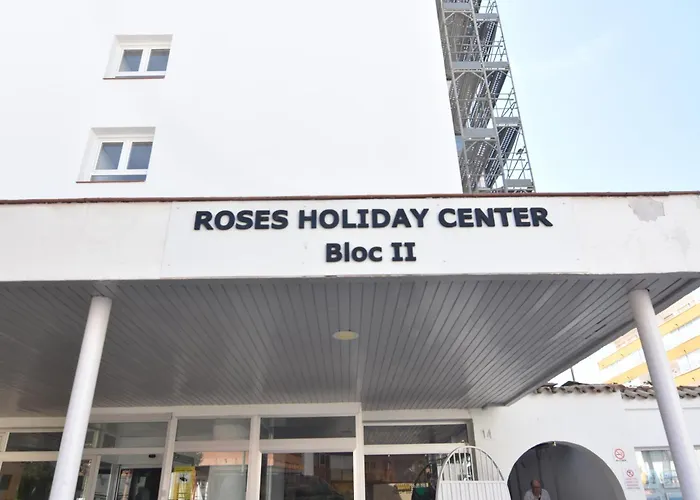 ROSES HOLIDAY CENTER
Bloc II